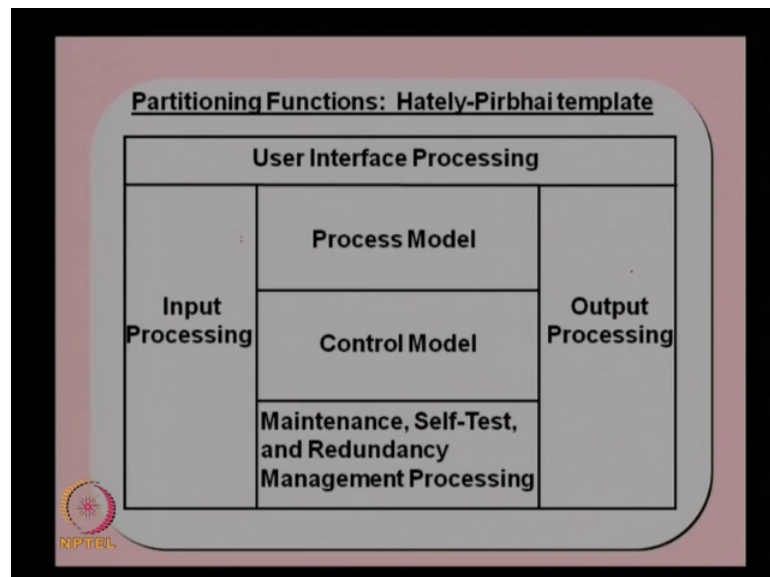 Partitioning Functions: Hately-Pirbhai template
User Interface Processing
Input
Processing
Process Model
Control Model
Maintenance, Self-Test,
and Redundancy
Management Processing
Output
Processing
NPTEL